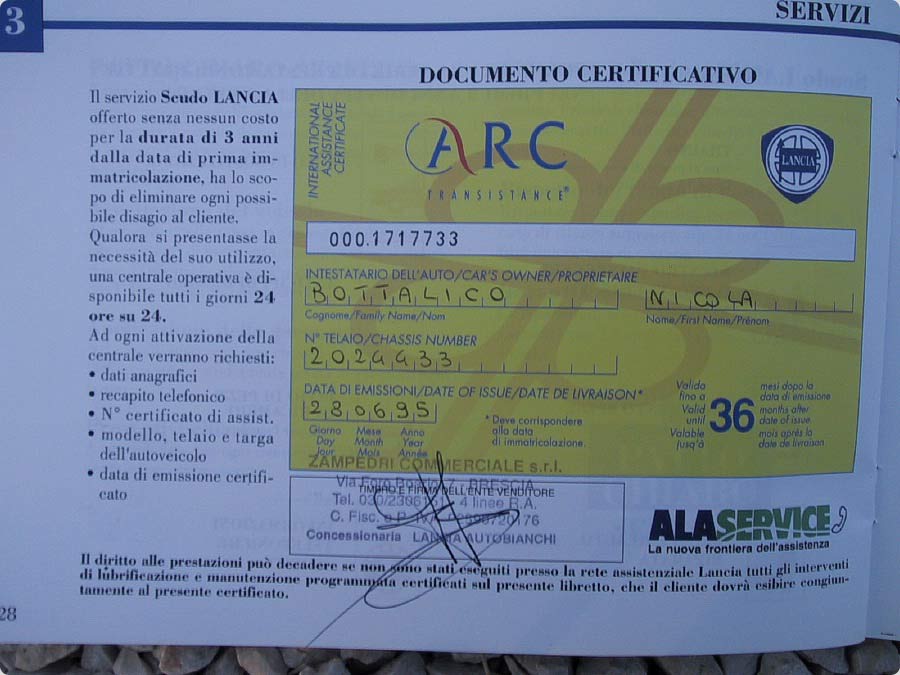 3
SERVIZI
DOCUMENTO CERTIFICATIVO
Il servizio Scudo LANCIA
offerto senza nessun costo
per la durata di 3 anni
dalla data di prima im-
matricolazione, ha lo sco-
po di eliminare ogni possi-
bile disagio al cliente.
Qualora si presentasse la
necessità del suo utilizzo,
una centrale operativa è di-
sponibile tutti i giorni 24
ore su 24.
Ad ogni attivazione della
centrale verranno richiesti:
• dati anagrafici
• recapito telefonico
• N° certificato di assist.
• modello, telaio e targa
dell'autoveicolo
• data di emissione certifi-
cato
INTERNATIONAL
ASSISTANCE
CERTIFICATE
ARC
TRANSISTANCE®
LANCIA
000.1717733
INTESTATARIO DELL'AUTO/CAR'S OWNER/PROPRIETAIRE
BOTTALICO NICOLA
Cognome/Family Name/Nom Nome/First Name/Prénom
N° TELAIO/CHASSIS NUMBER
2024433
DATA DI EMISSIONI/DATE OF ISSUE/DATE DE LIVRAISON*
280695
Giorno Mese Anno
Day Month Year
Jour Mois Année
* Deve corrispondere
alla data
di immatricolazione.
Valido
fino a
Valid
until
Valable
jusq'à
36
mesi dopo la
data di emissione
months after
date of issue.
mois après la
date de livraison
ZAMPEDRI COMMERCIALE s.r.l.
Via Foro Boario 7 - BRESCIA
TIMBRO E FIRMA DELL'ENTE VENDITORE
Tel. - 4 linee R.A.
C. Fisc. e P. IVA
Concessionaria LANCIA AUTOBIANCHI
ALASERVICE
La nuova frontiera dell'assistenza
Il diritto alle prestazioni può decadere se non sono stati eseguiti presso la rete assistenziale Lancia tutti gli interventi
di lubrificazione e manutenzione programmata certificati sul presente libretto, che il cliente dovrà esibire congiun-
tamente al presente certificato.
28